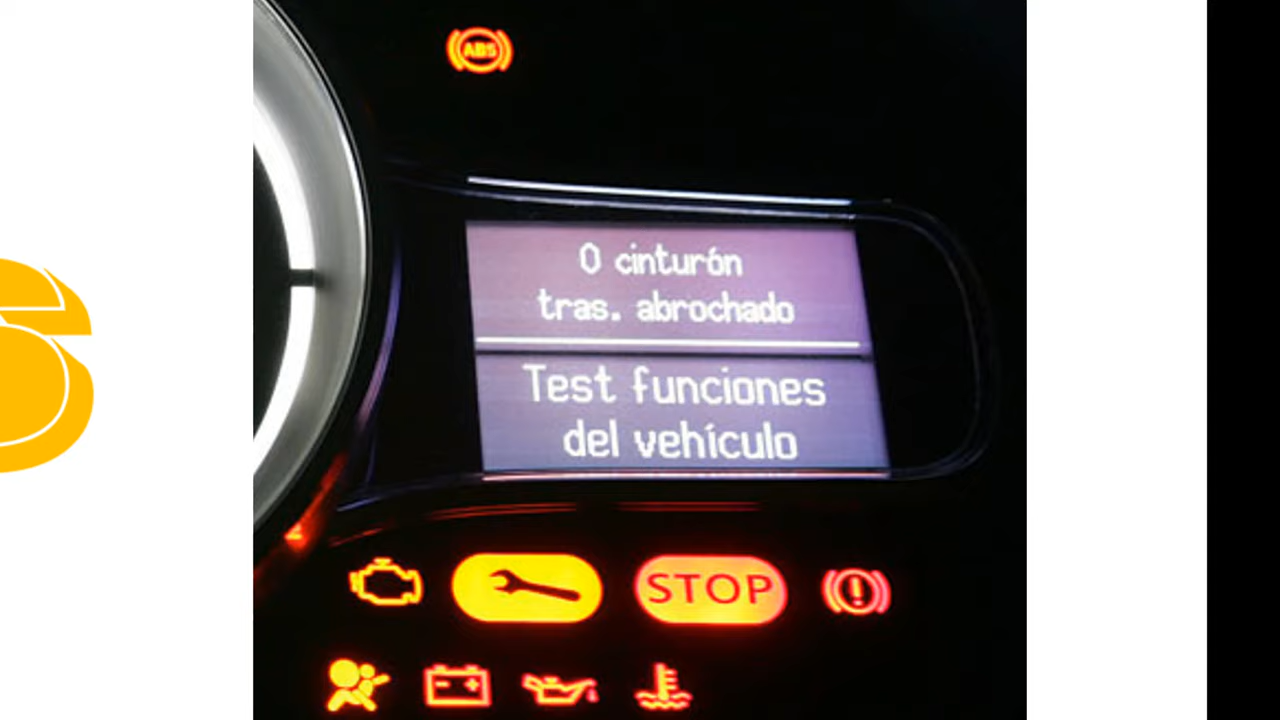 ABS
0 cinturón
tras. abrochado
Test funciones
del vehículo
STOP